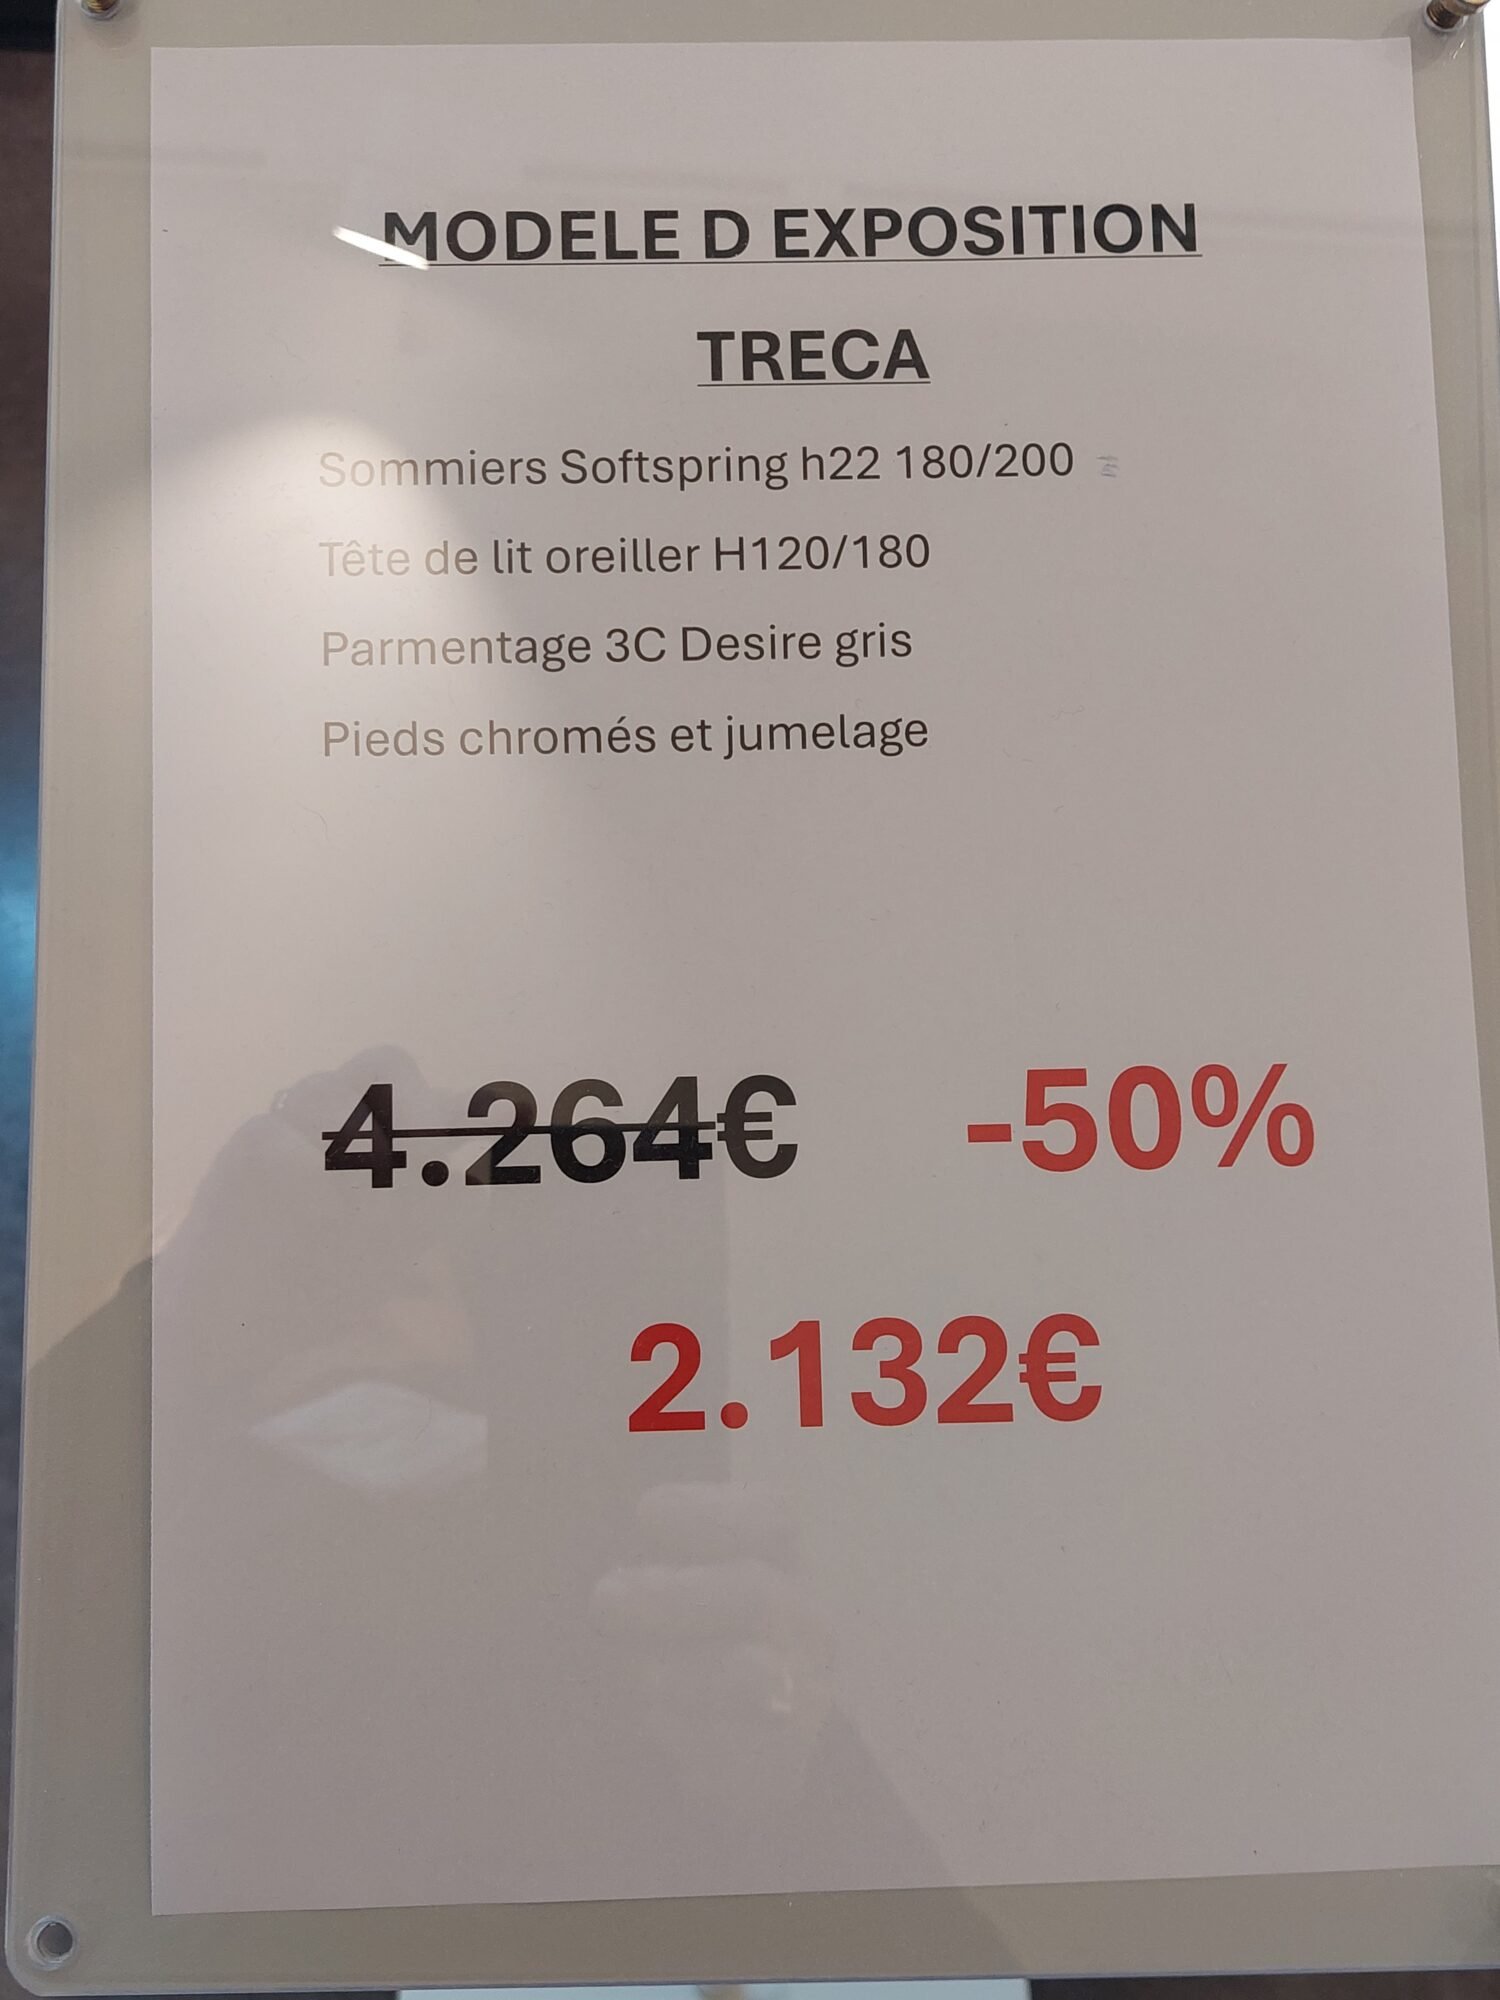 MODELE D EXPOSITION
TRECA
Sommiers Softspring h22 180/200
Tête de lit oreiller H120/180
Parmentage 3C Desire gris
Pieds chromés et jumelage
4.264€ -50%
2.132€